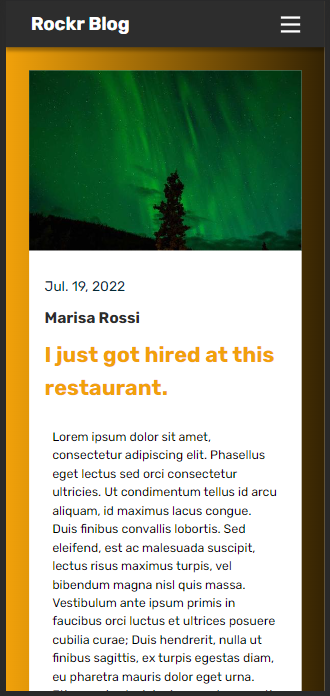 Rockr Blog
Jul. 19, 2022
Marisa Rossi
I just got hired at this
restaurant.
Lorem ipsum dolor sit amet,
consectetur adipiscing elit. Phasellus
eget lectus sed orci consectetur
ultricies. Ut condimentum tellus id arcu
aliquam, id maximus lacus congue.
Duis finibus convallis lobortis. Sed
eleifend, est ac malesuada suscipit,
lectus risus maximus turpis, vel
bibendum magna nisl quis massa.
Vestibulum ante ipsum primis in
faucibus orci luctus et ultrices posuere
cubilia curae; Duis hendrerit, nulla ut
finibus sagittis, ex turpis egestas diam,
eu pharetra mauris dolor eget urna.